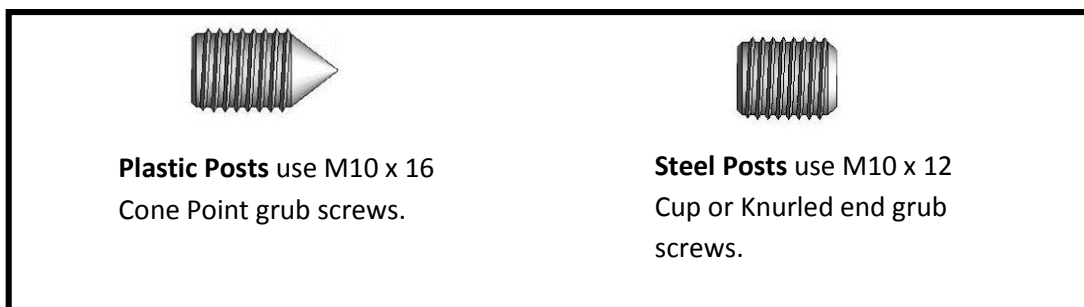 Plastic Posts use M10 x 16
Cone Point grub screws.
Steel Posts use M10 x 12
Cup or Knurled end grub
screws.